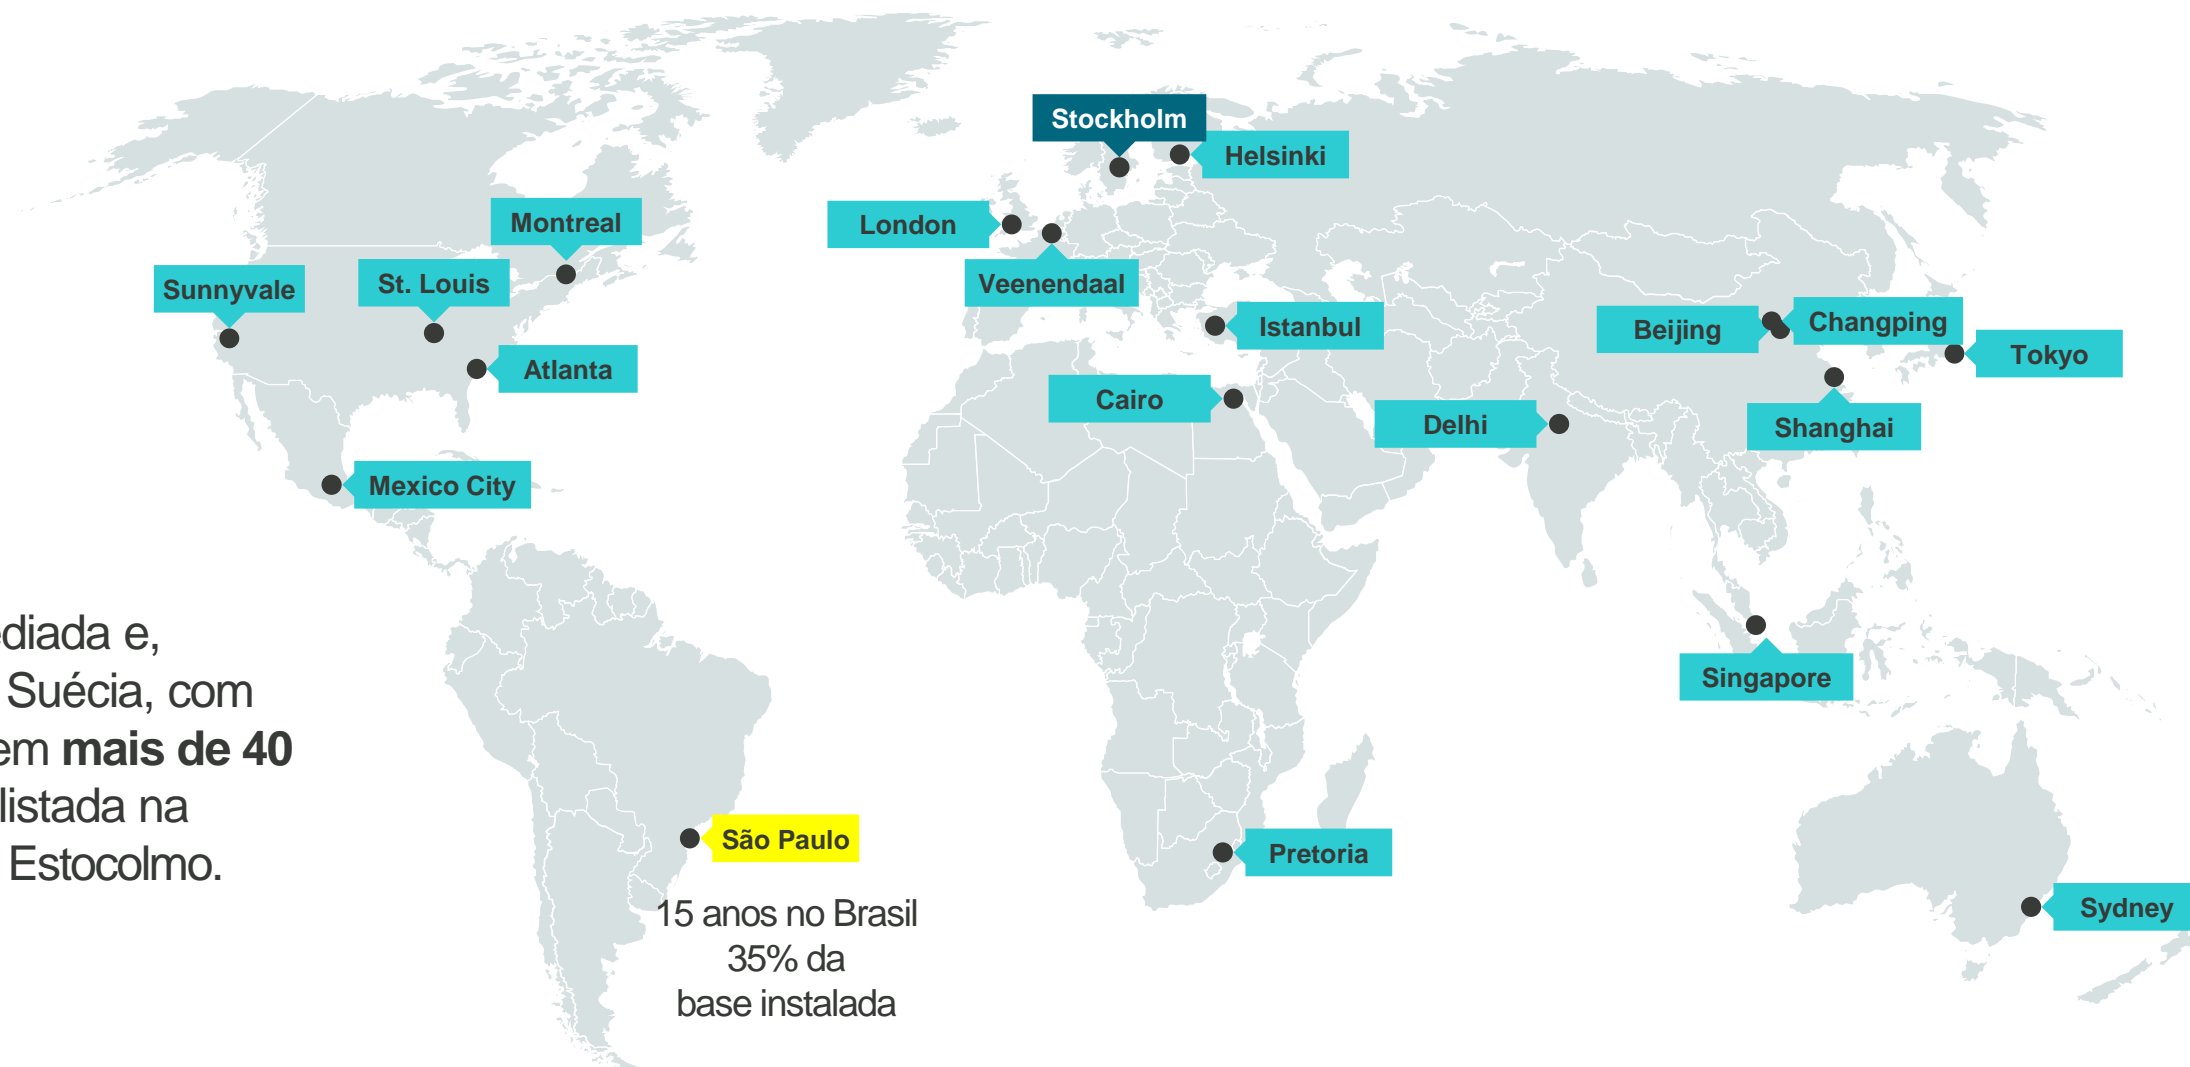 Stockholm
Helsinki
Montreal
London
Sunnyvale
St. Louis
Veenendaal
Istanbul
Beijing
Changping
Tokyo
Atlanta
Cairo
Delhi
Shanghai
Mexico City
Singapore
São Paulo
Pretoria
Sydney
ediada e,
Suécia, com
em mais de 40
listada na
Estocolmo.
15 anos no Brasil
35% da
base instalada